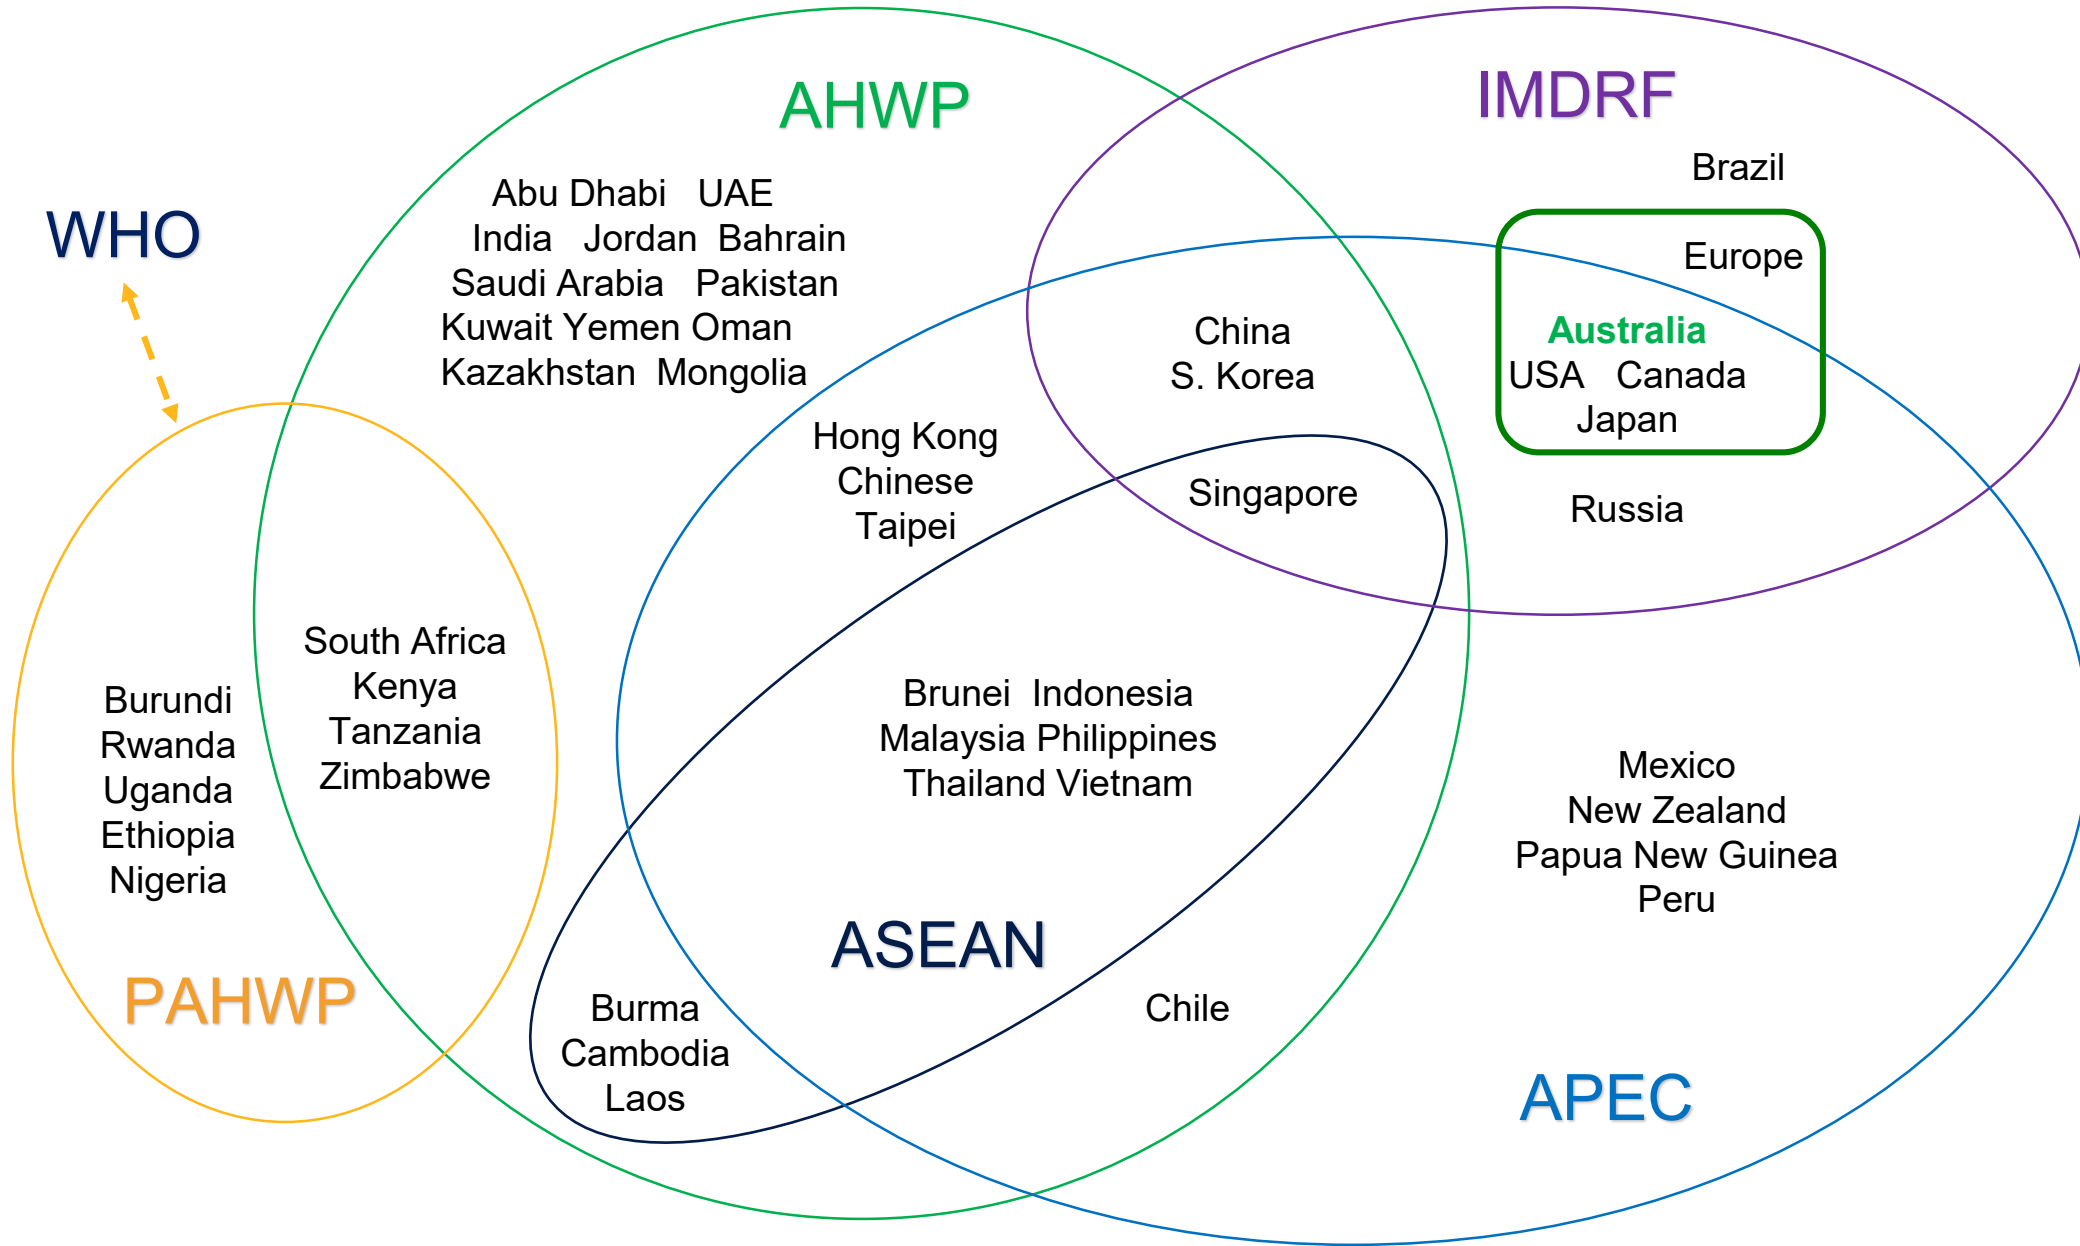 AHWP
IMDRF
WHO
Abu Dhabi UAE
India Jordan Bahrain
Saudi Arabia Pakistan
Kuwait Yemen Oman
Kazakhstan Mongolia
Brazil
Europe
Australia
USA Canada
Japan
Russia
China
S. Korea
Hong Kong
Chinese
Taipei
Singapore
South Africa
Kenya
Tanzania
Zimbabwe
Burundi
Rwanda
Uganda
Ethiopia
Nigeria
Brunei Indonesia
Malaysia Philippines
Thailand Vietnam
Mexico
New Zealand
Papua New Guinea
Peru
ASEAN
PAHWP
Burma
Cambodia
Laos
Chile
APEC